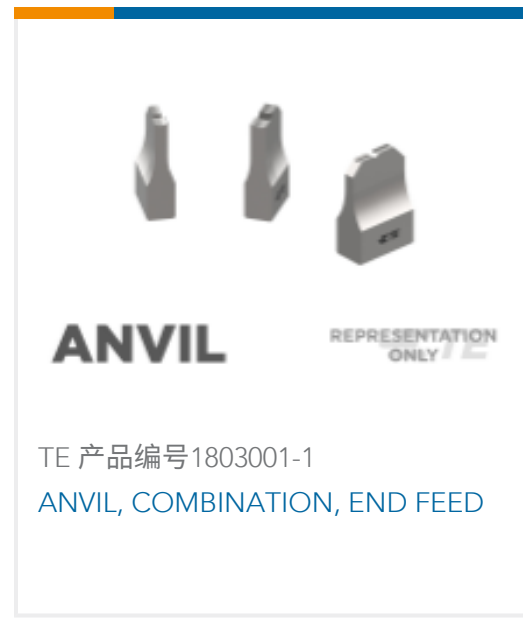 ANVIL
REPRESENTATION
ONLY
TE
TE 产品编号1803001-1
ANVIL, COMBINATION, END FEED